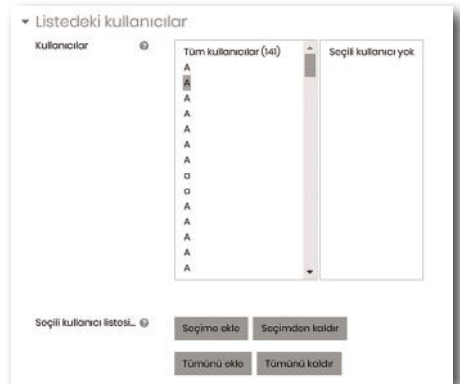 Listedeki kullanıcılar
Kullanıcılar
Tüm kullanıcılar (141)
A
A
A
A
A
A
A
a
a
A
A
A
A
A
Seçili kullanıcı yok
Seçili kullanıcı listesi...
Seçime ekle Seçimden kaldır
Tümünü ekle Tümünü kaldır